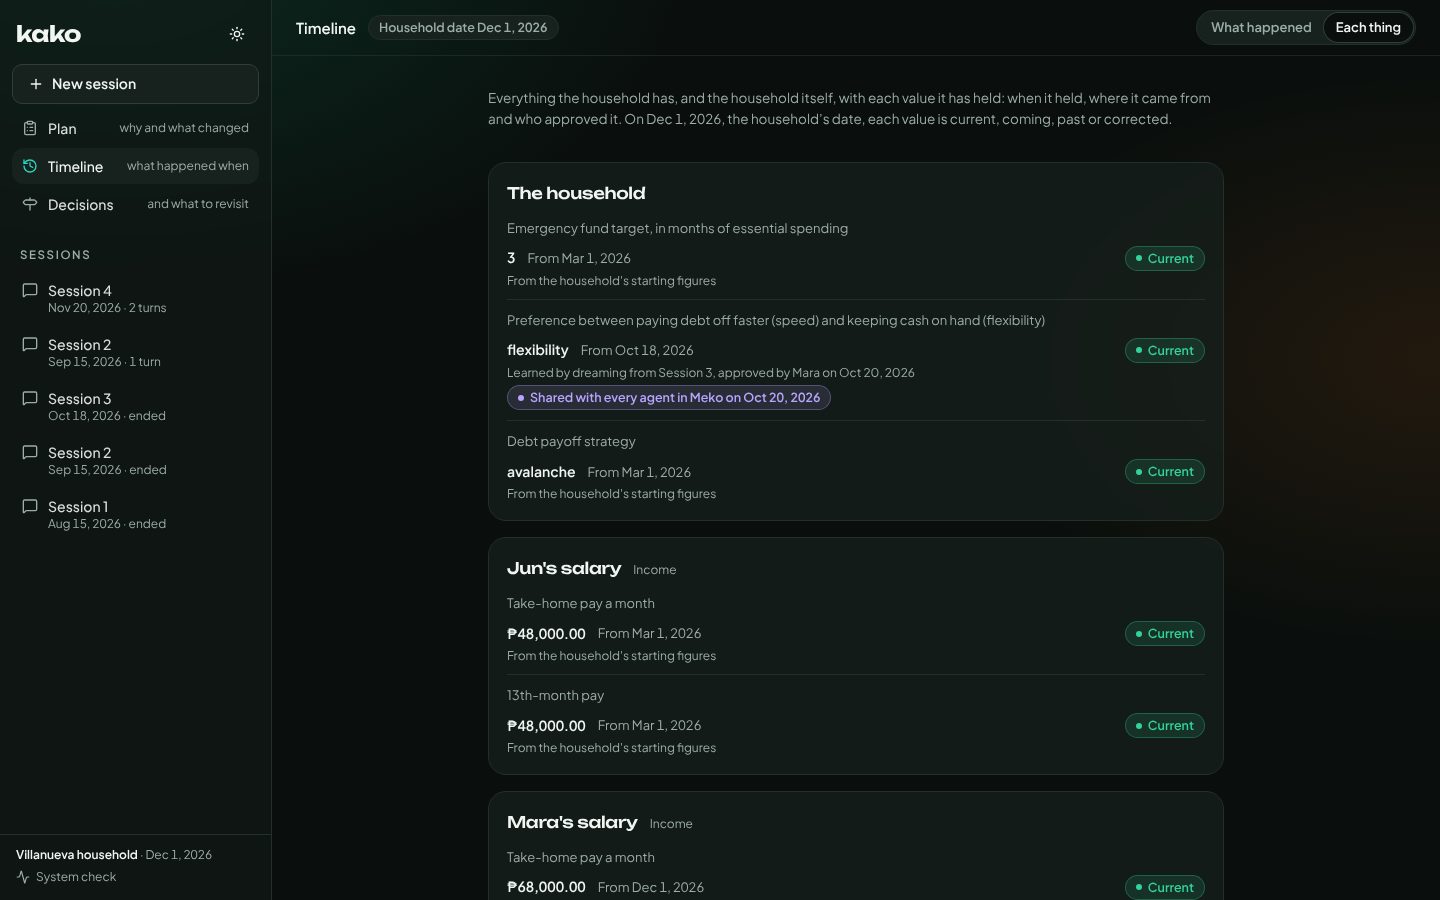 kako
New session
Plan why and what changed
Timeline what happened when
Decisions and what to revisit
SESSIONS
Session 4
Nov 20, 2026 · 2 turns
Session 2
Sep 15, 2026 · 1 turn
Session 3
Oct 18, 2026 · ended
Session 2
Sep 15, 2026 · ended
Session 1
Aug 15, 2026 · ended
Villanueva household · Dec 1, 2026
System check
Timeline Household date Dec 1, 2026
What happened Each thing
Everything the household has, and the household itself, with each value it has held: when it held, where it came from
and who approved it. On Dec 1, 2026, the household's date, each value is current, coming, past or corrected.
The household
Emergency fund target, in months of essential spending
3 From Mar 1, 2026 Current
From the household's starting figures
Preference between paying debt off faster (speed) and keeping cash on hand (flexibility)
flexibility From Oct 18, 2026 Current
Learned by dreaming from Session 3, approved by Mara on Oct 20, 2026
Shared with every agent in Meko on Oct 20, 2026
Debt payoff strategy
avalanche From Mar 1, 2026 Current
From the household's starting figures
Jun's salary Income
Take-home pay a month
₱48,000.00 From Mar 1, 2026 Current
From the household's starting figures
13th-month pay
₱48,000.00 From Mar 1, 2026 Current
From the household's starting figures
Mara's salary Income
Take-home pay a month
₱68,000.00 From Dec 1, 2026 Current